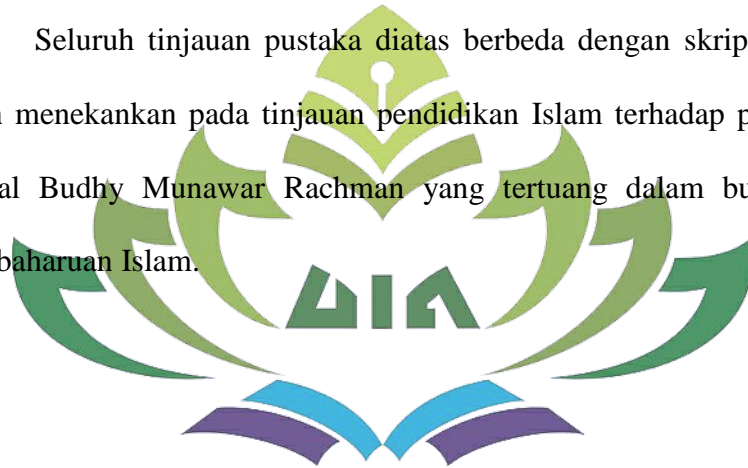 Seluruh tinjauan pustaka diatas berbeda dengan skrip
menekankan pada tinjauan pendidikan Islam terhadap p
al Budhy Munawar Rachman yang tertuang dalam bu
baharuan Islam.
UIN